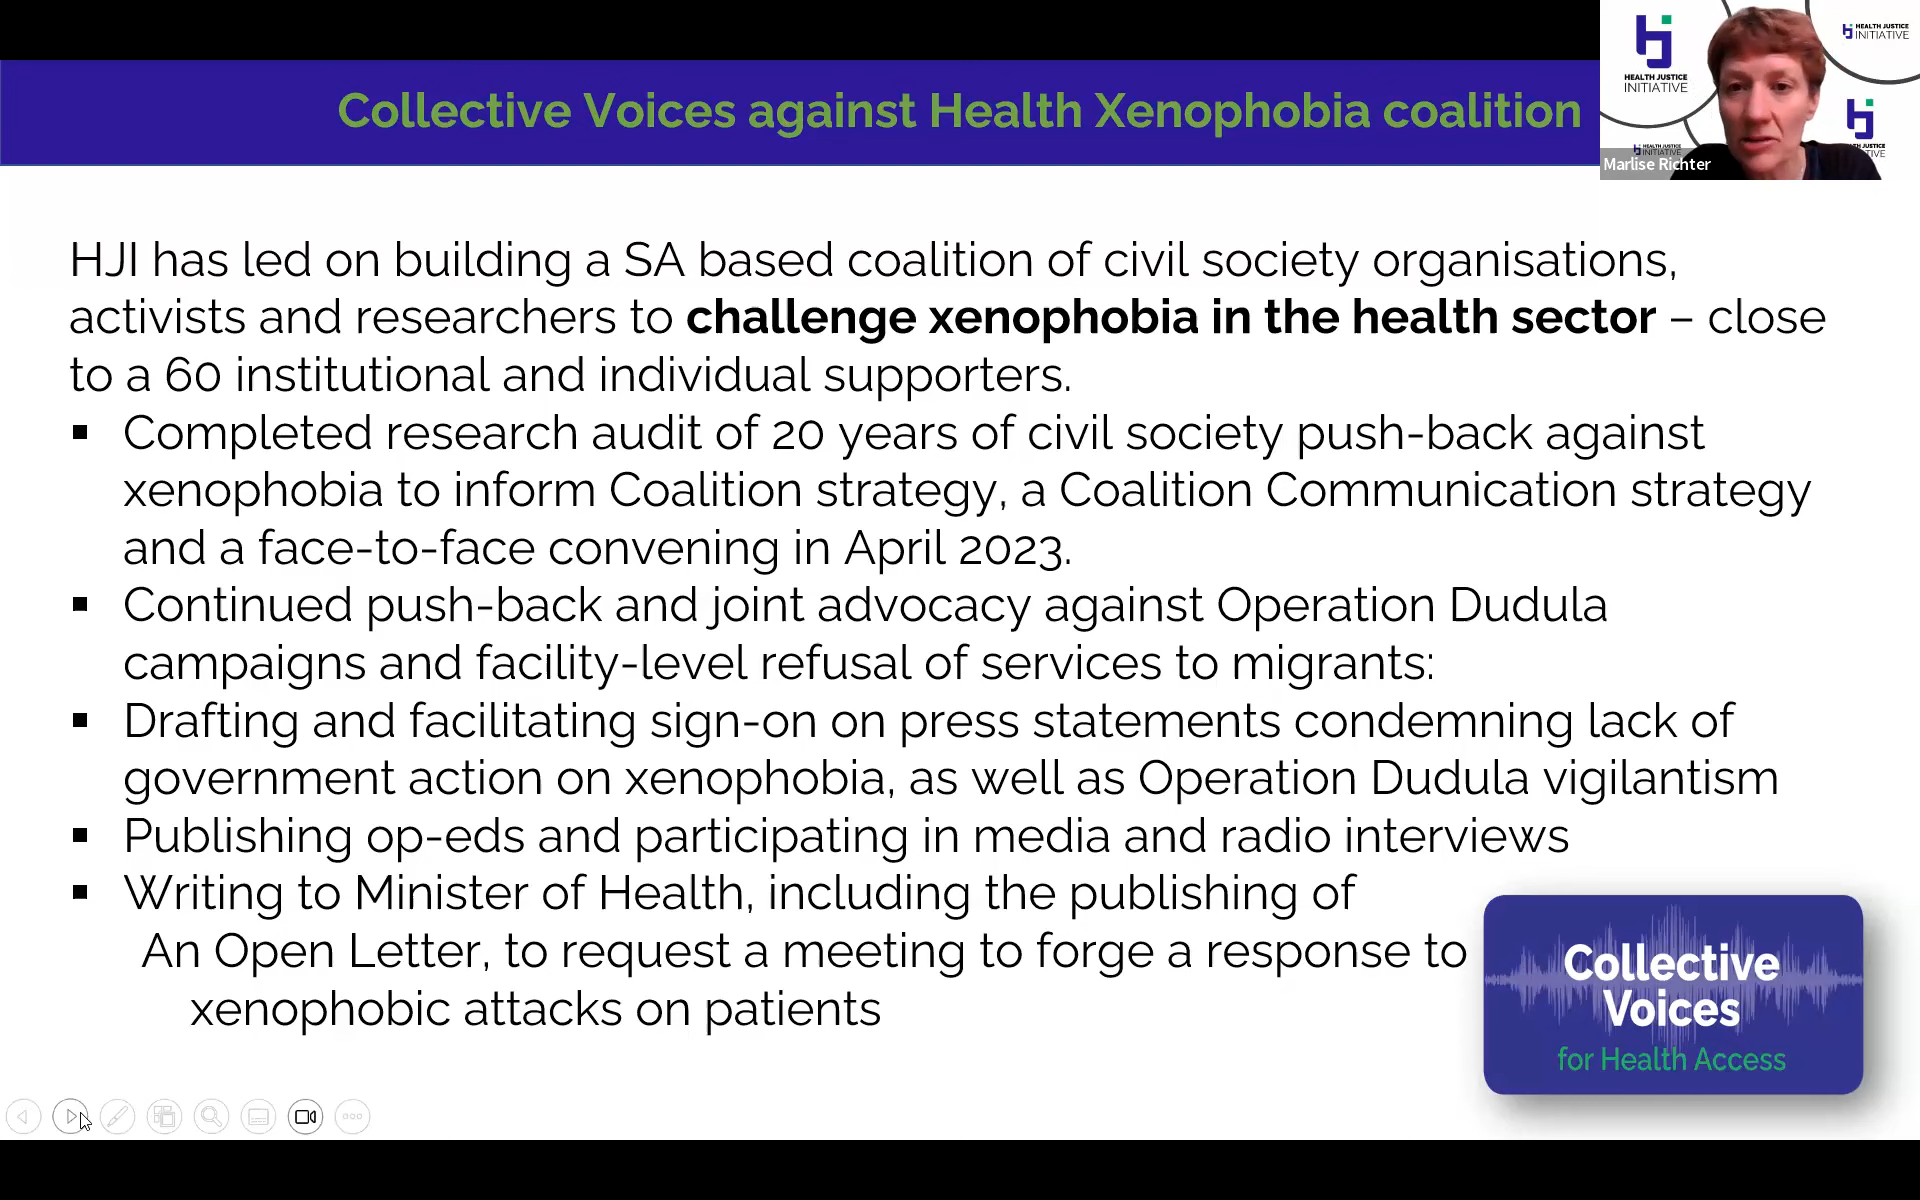 Collective Voices against Health Xenophobia coalition
HEALTH JUSTICE
INITIATIVE
HEALTH JUSTICE
INITIATIVE
HEALTH JUSTICE
INITIATIVE
Marlise Richter
HJI has led on building a SA based coalition of civil society organisations,
activists and researchers to challenge xenophobia in the health sector – close
to a 60 institutional and individual supporters.
▪ Completed research audit of 20 years of civil society push-back against
xenophobia to inform Coalition strategy, a Coalition Communication strategy
and a face-to-face convening in April 2023.
▪ Continued push-back and joint advocacy against Operation Dudula
campaigns and facility-level refusal of services to migrants:
▪ Drafting and facilitating sign-on on press statements condemning lack of
government action on xenophobia, as well as Operation Dudula vigilantism
▪ Publishing op-eds and participating in media and radio interviews
▪ Writing to Minister of Health, including the publishing of
An Open Letter, to request a meeting to forge a response to
xenophobic attacks on patients
Collective
Voices
for Health Access